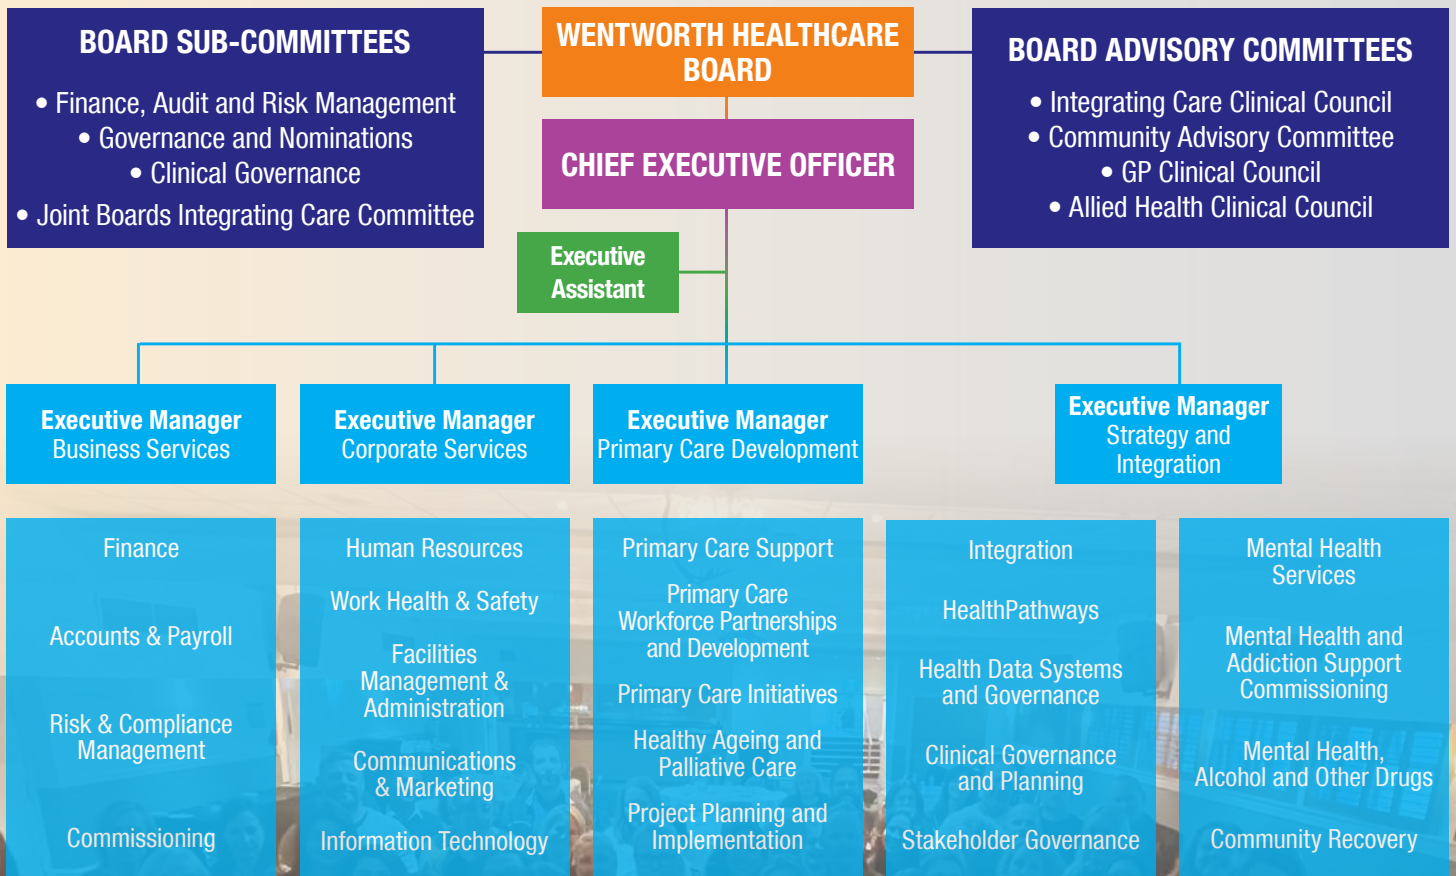 BOARD SUB-COMMITTEES
• Finance, Audit and Risk Management
• Governance and Nominations
• Clinical Governance
• Joint Boards Integrating Care Committee
WENTWORTH HEALTHCARE
BOARD
BOARD ADVISORY COMMITTEES
• Integrating Care Clinical Council
• Community Advisory Committee
• GP Clinical Council
• Allied Health Clinical Council
CHIEF EXECUTIVE OFFICER
Executive
Assistant
Executive Manager
Business Services
Executive Manager
Corporate Services
Executive Manager
Primary Care Development
Executive Manager
Strategy and
Integration
Finance
Accounts & Payroll
Risk & Compliance
Management
Commissioning
Human Resources
Work Health & Safety
Facilities
Management &
Administration
Communications
& Marketing
Information Technology
Primary Care Support
Primary Care
Workforce Partnerships
and Development
Primary Care Initiatives
Healthy Ageing and
Palliative Care
Project Planning and
Implementation
Integration
HealthPathways
Health Data Systems
and Governance
Clinical Governance
and Planning
Stakeholder Governance
Mental Health
Services
Mental Health and
Addiction Support
Commissioning
Mental Health,
Alcohol and Other Drugs
Community Recovery